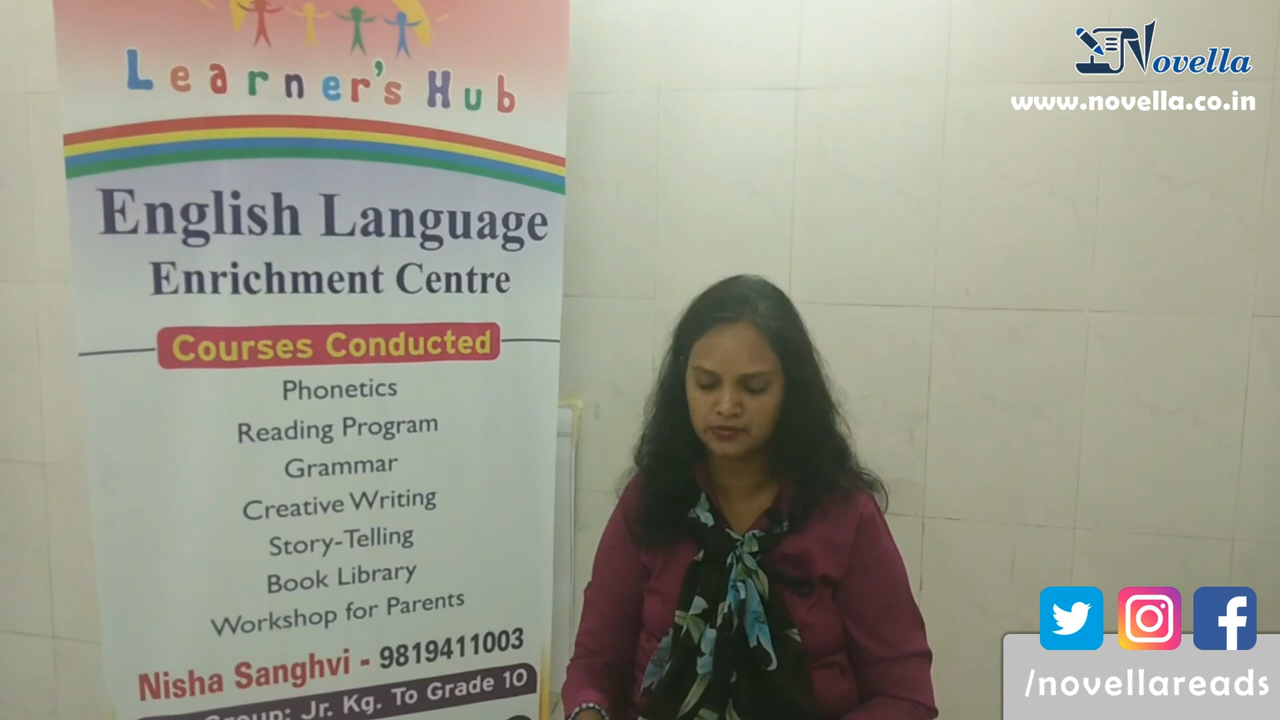 Learner's Hub
English Language
Enrichment Centre
Courses Conducted
Phonetics
Reading Program
Grammar
Creative Writing
Story-Telling
Book Library
Workshop for Parents
Nisha Sanghvi - 9819411003
Group: Jr. Kg. To Grade 10
Novella
www.novella.co.in
/novellareads